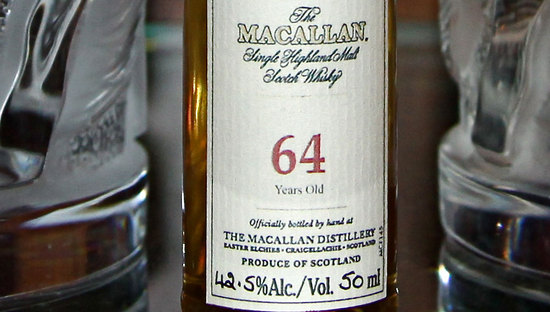 The
MACALLAN.
Single Highland Malt
Scotch Whisky
64
Years Old
Officially bottled by hand at
THE MACALLAN DISTILLERY
EASTER ELCHIES • CRAIGELLACHIE • SCOTLAND
PRODUCE OF SCOTLAND
42.5%Alc./Vol. 50 ml